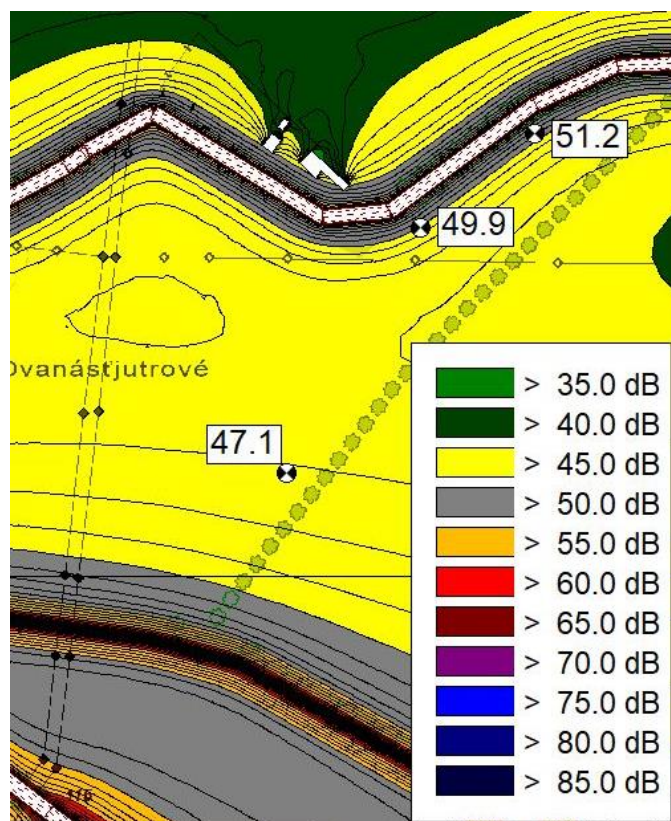 51.2
49.9
Dvanástjutrové
47.1
> 35.0 dB
> 40.0 dB
> 45.0 dB
> 50.0 dB
> 55.0 dB
> 60.0 dB
> 65.0 dB
> 70.0 dB
> 75.0 dB
> 80.0 dB
> 85.0 dB